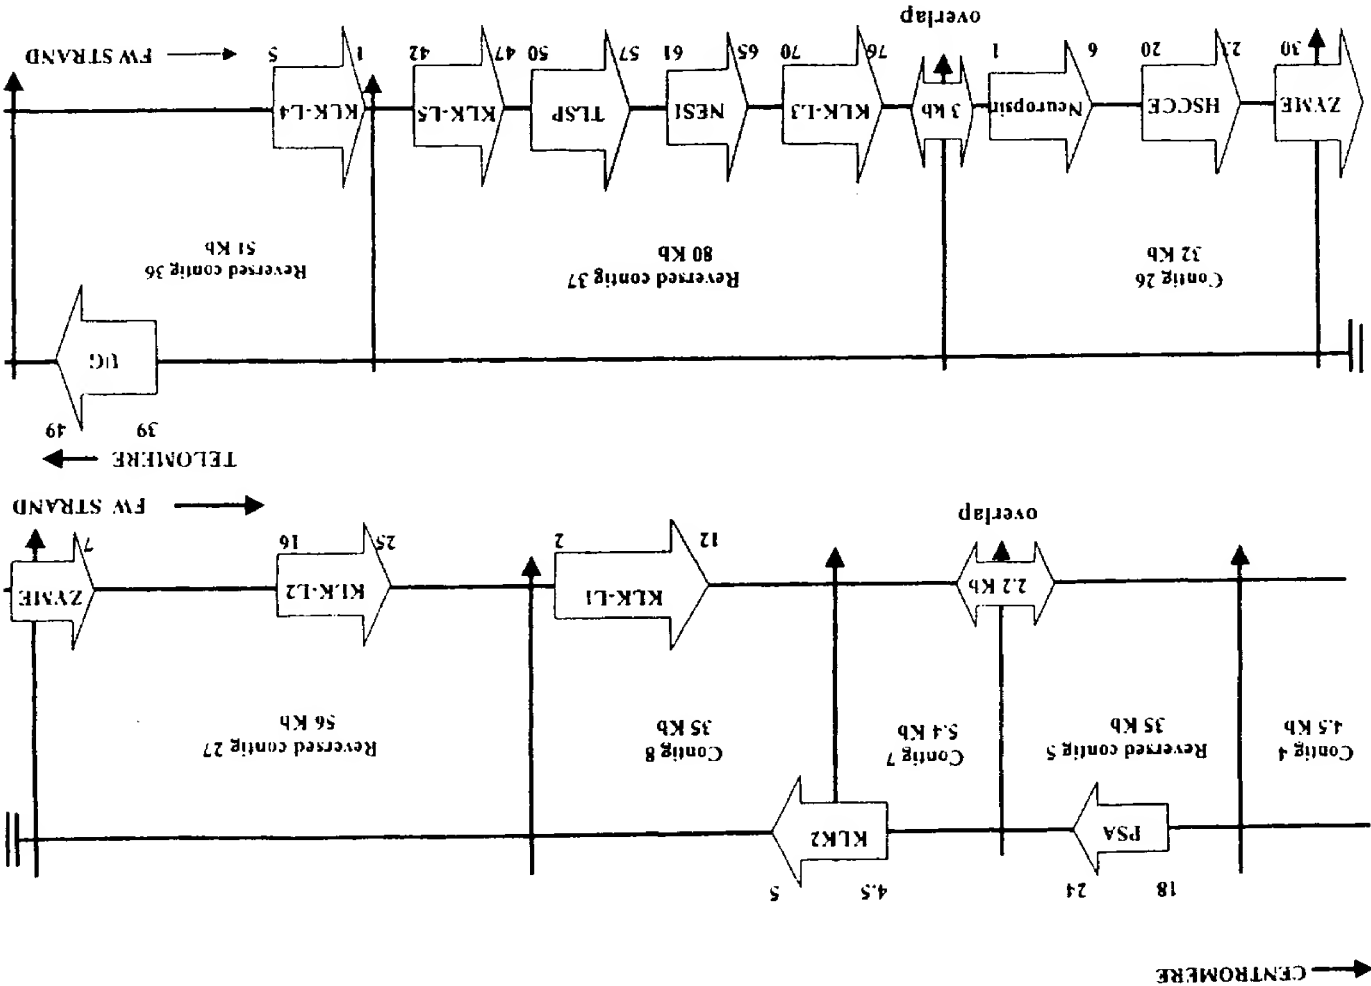 CENTROMERE
18 24 4.5 5
PSA KLK2
Contig 4
4.5 Kb
Reversed contig 5
35 Kb
Contig 7
5.4 Kb
Contig 8
35 Kb
Reversed contig 27
56 Kb
2.2 Kb KLK-L1 KLK-L2 ZYME
overlap 12 2 25 16 7
FW STRAND
TELOMERE
39 49
UG
Contig 26
32 Kb
Reversed contig 37
80 Kb
Reversed contig 36
51 Kb
ZYME HSCCE Neuropsin 3 kb KLK-L3 NES1 TLSP KLK-L5 KLK-L4
30 20 6 1 76 70 65 61 57 50 47 42 1 5
overlap
FW STRAND